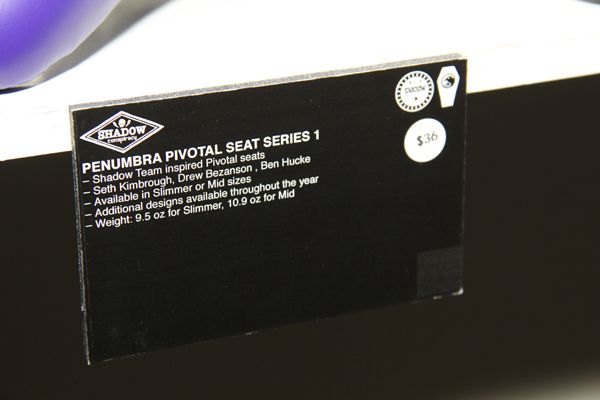 SHADOW
conspiracy
SHADOW
$36
PENUMBRA PIVOTAL SEAT SERIES 1
– Shadow Team inspired Pivotal seats
– Seth Kimbrough, Drew Bezanson , Ben Hucke
– Available in Slimmer or Mid sizes
– Additional designs available throughout the year
– Weight: 9.5 oz for Slimmer, 10.9 oz for Mid